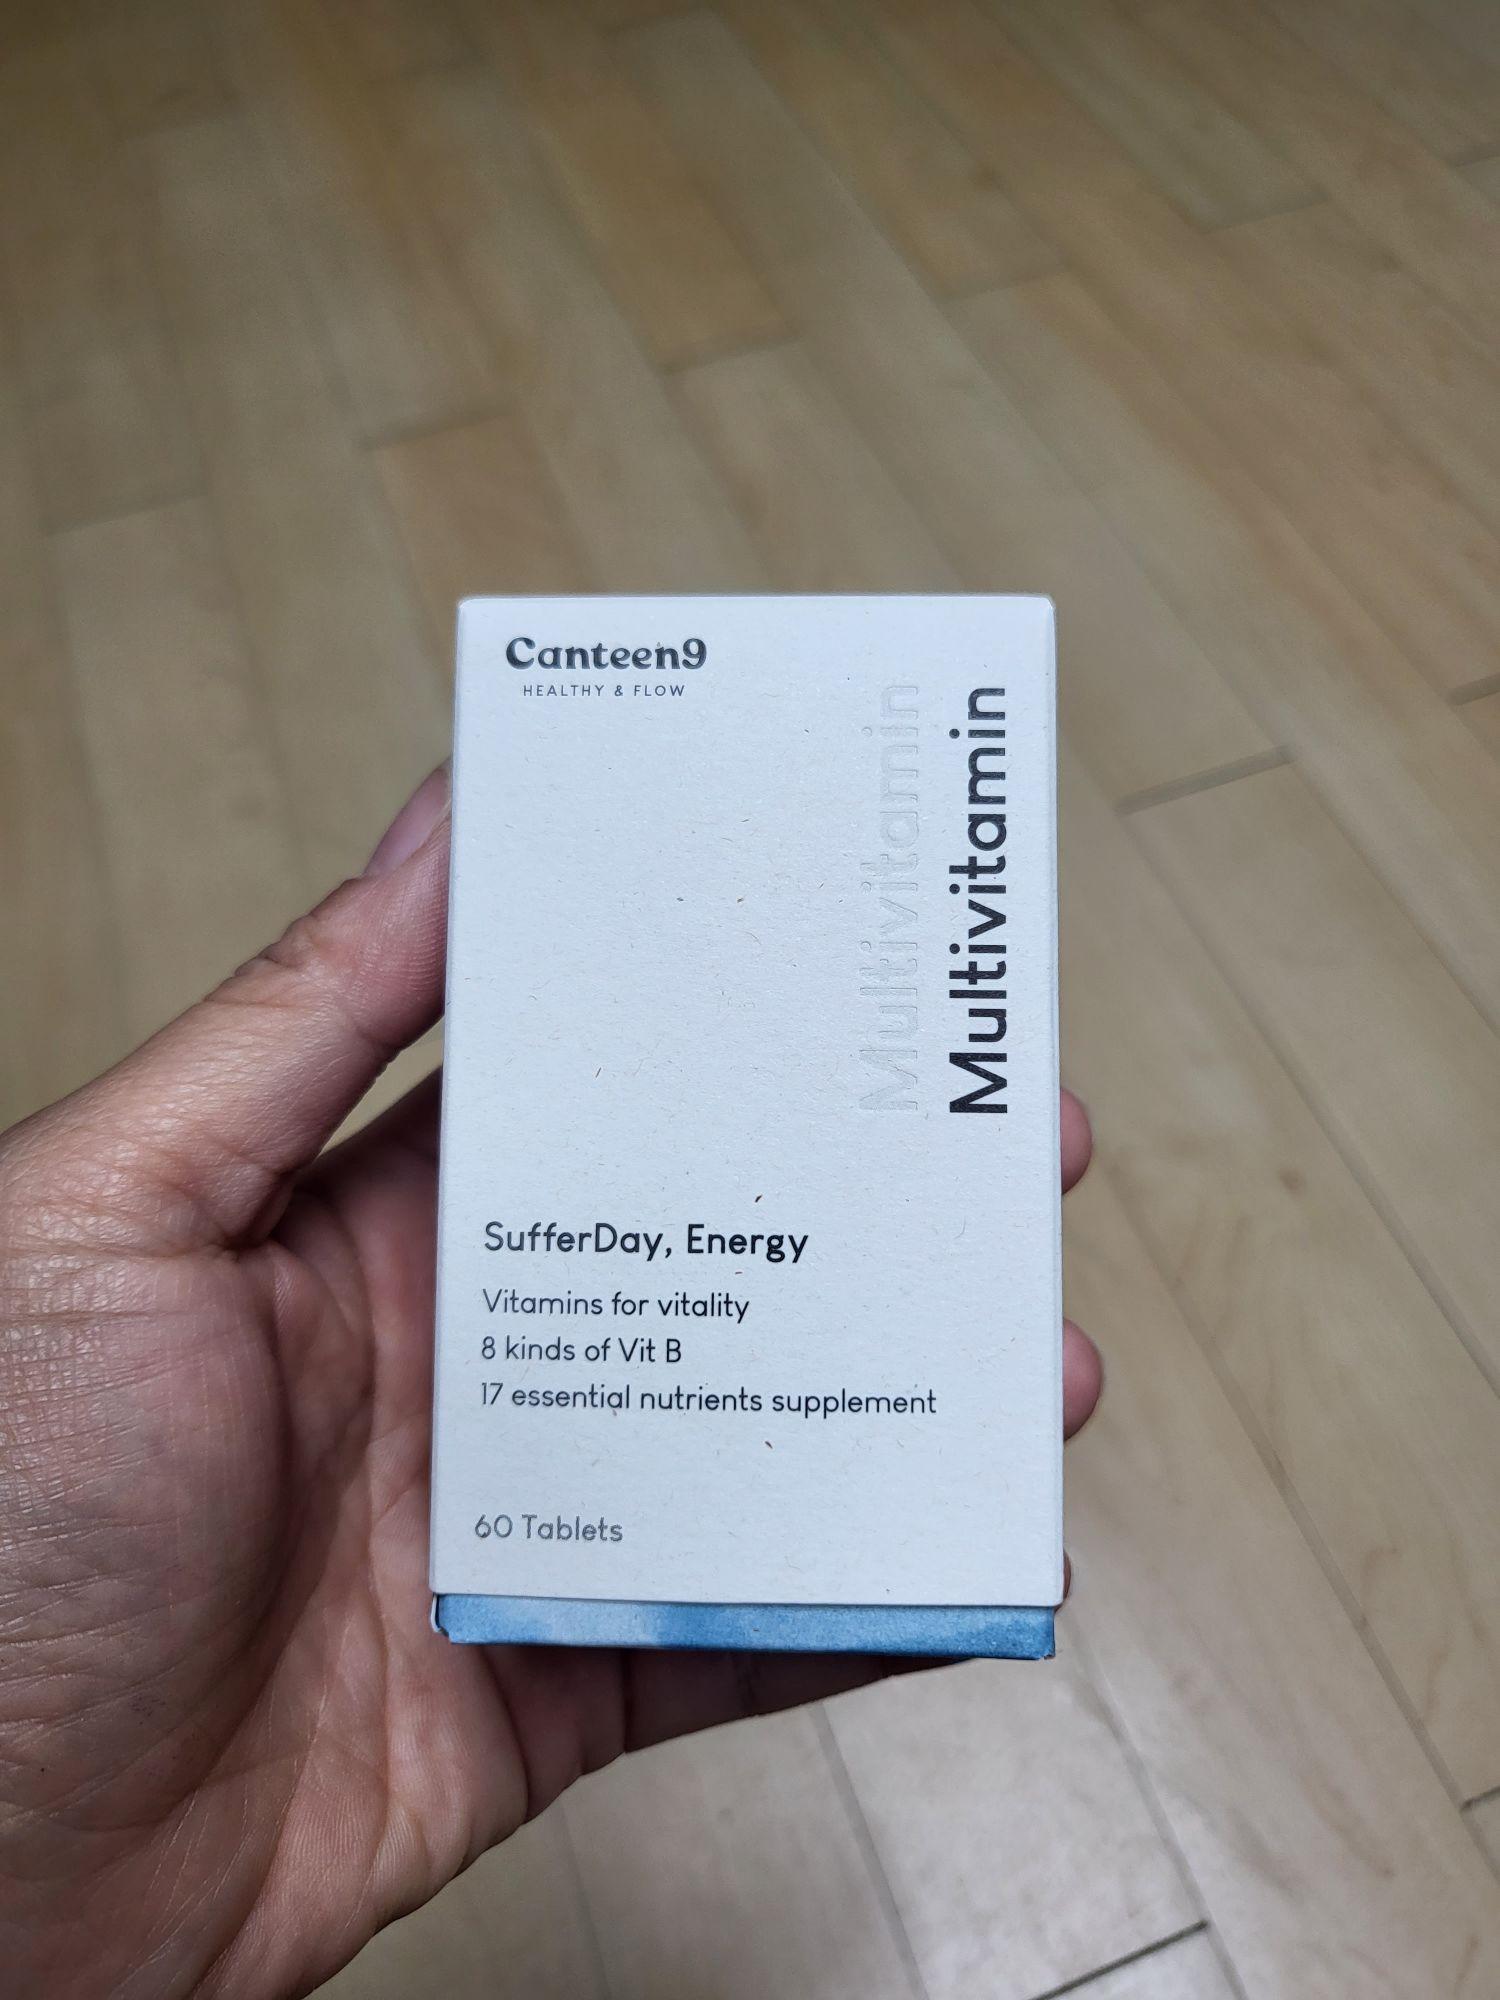 Canteen9
HEALTHY & FLOW
Multivitamin
Multivitamin
SufferDay, Energy
Vitamins for vitality
8 kinds of Vit B
17 essential nutrients supplement
60 Tablets